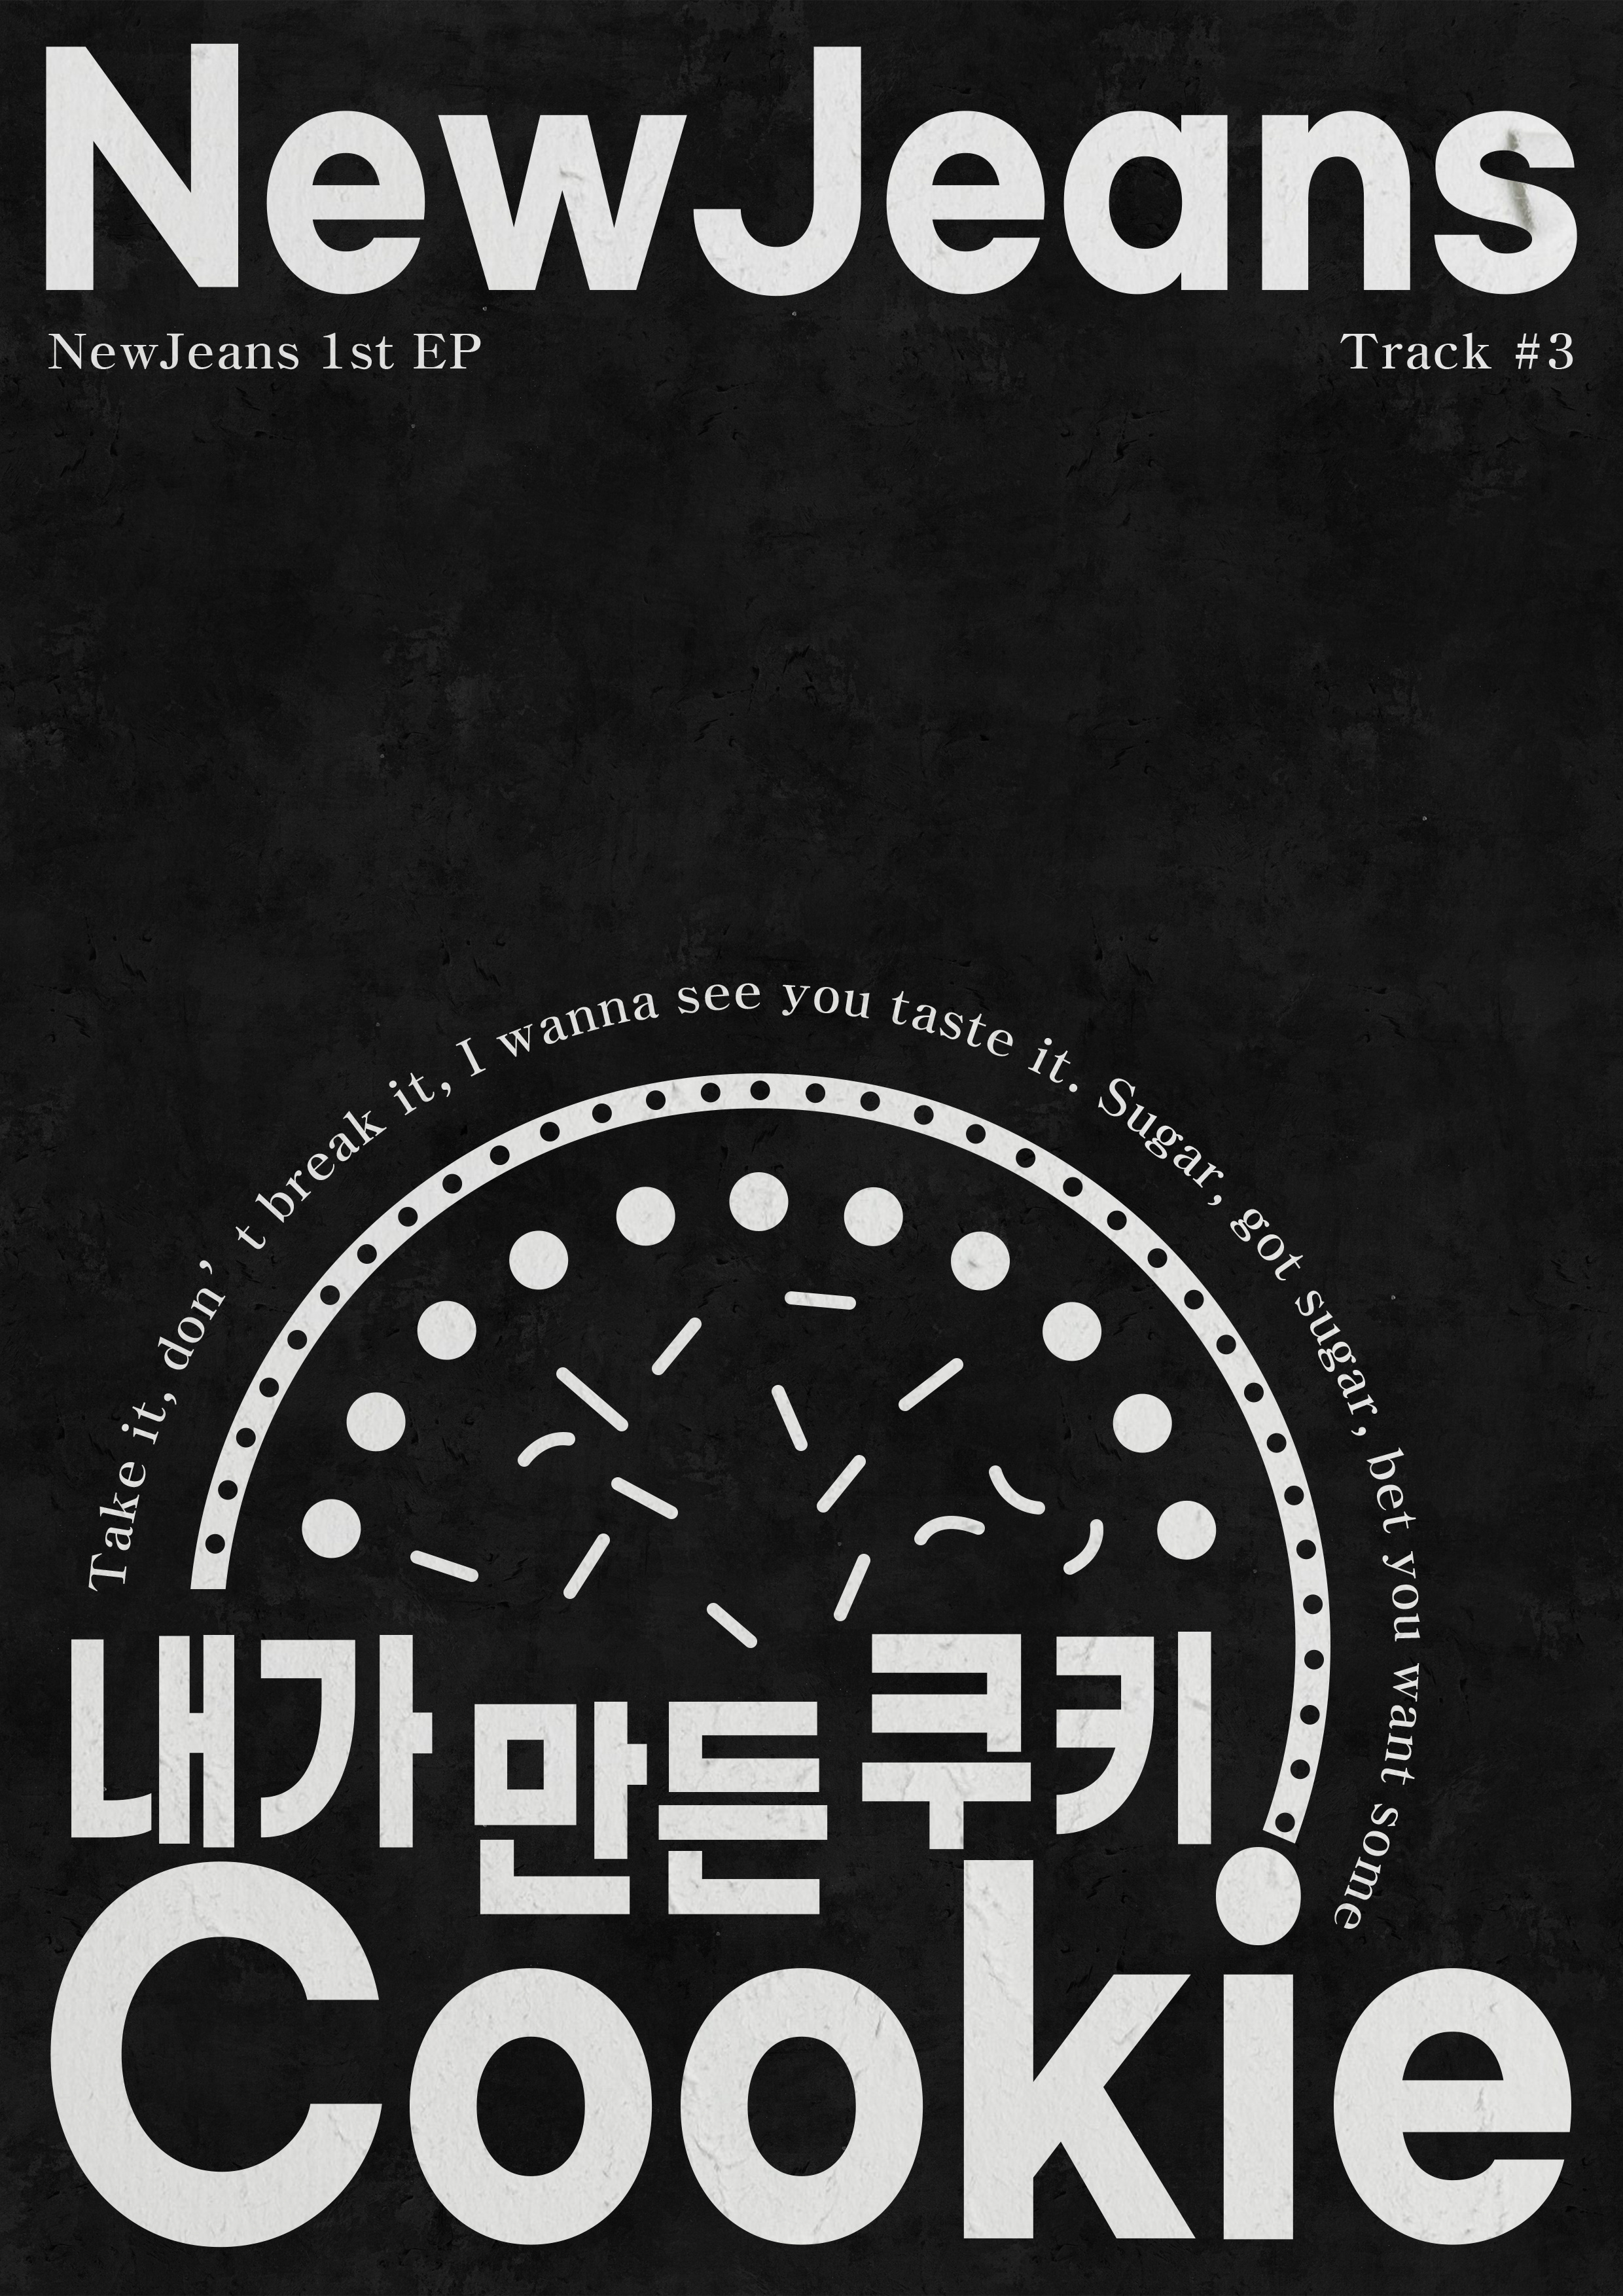 NewJeans
NewJeans 1st EP
Track #3
Take it, don’t break it, I wanna see you taste it. Sugar, got sugar, bet you want some
내가 만든 쿠키
Cookie